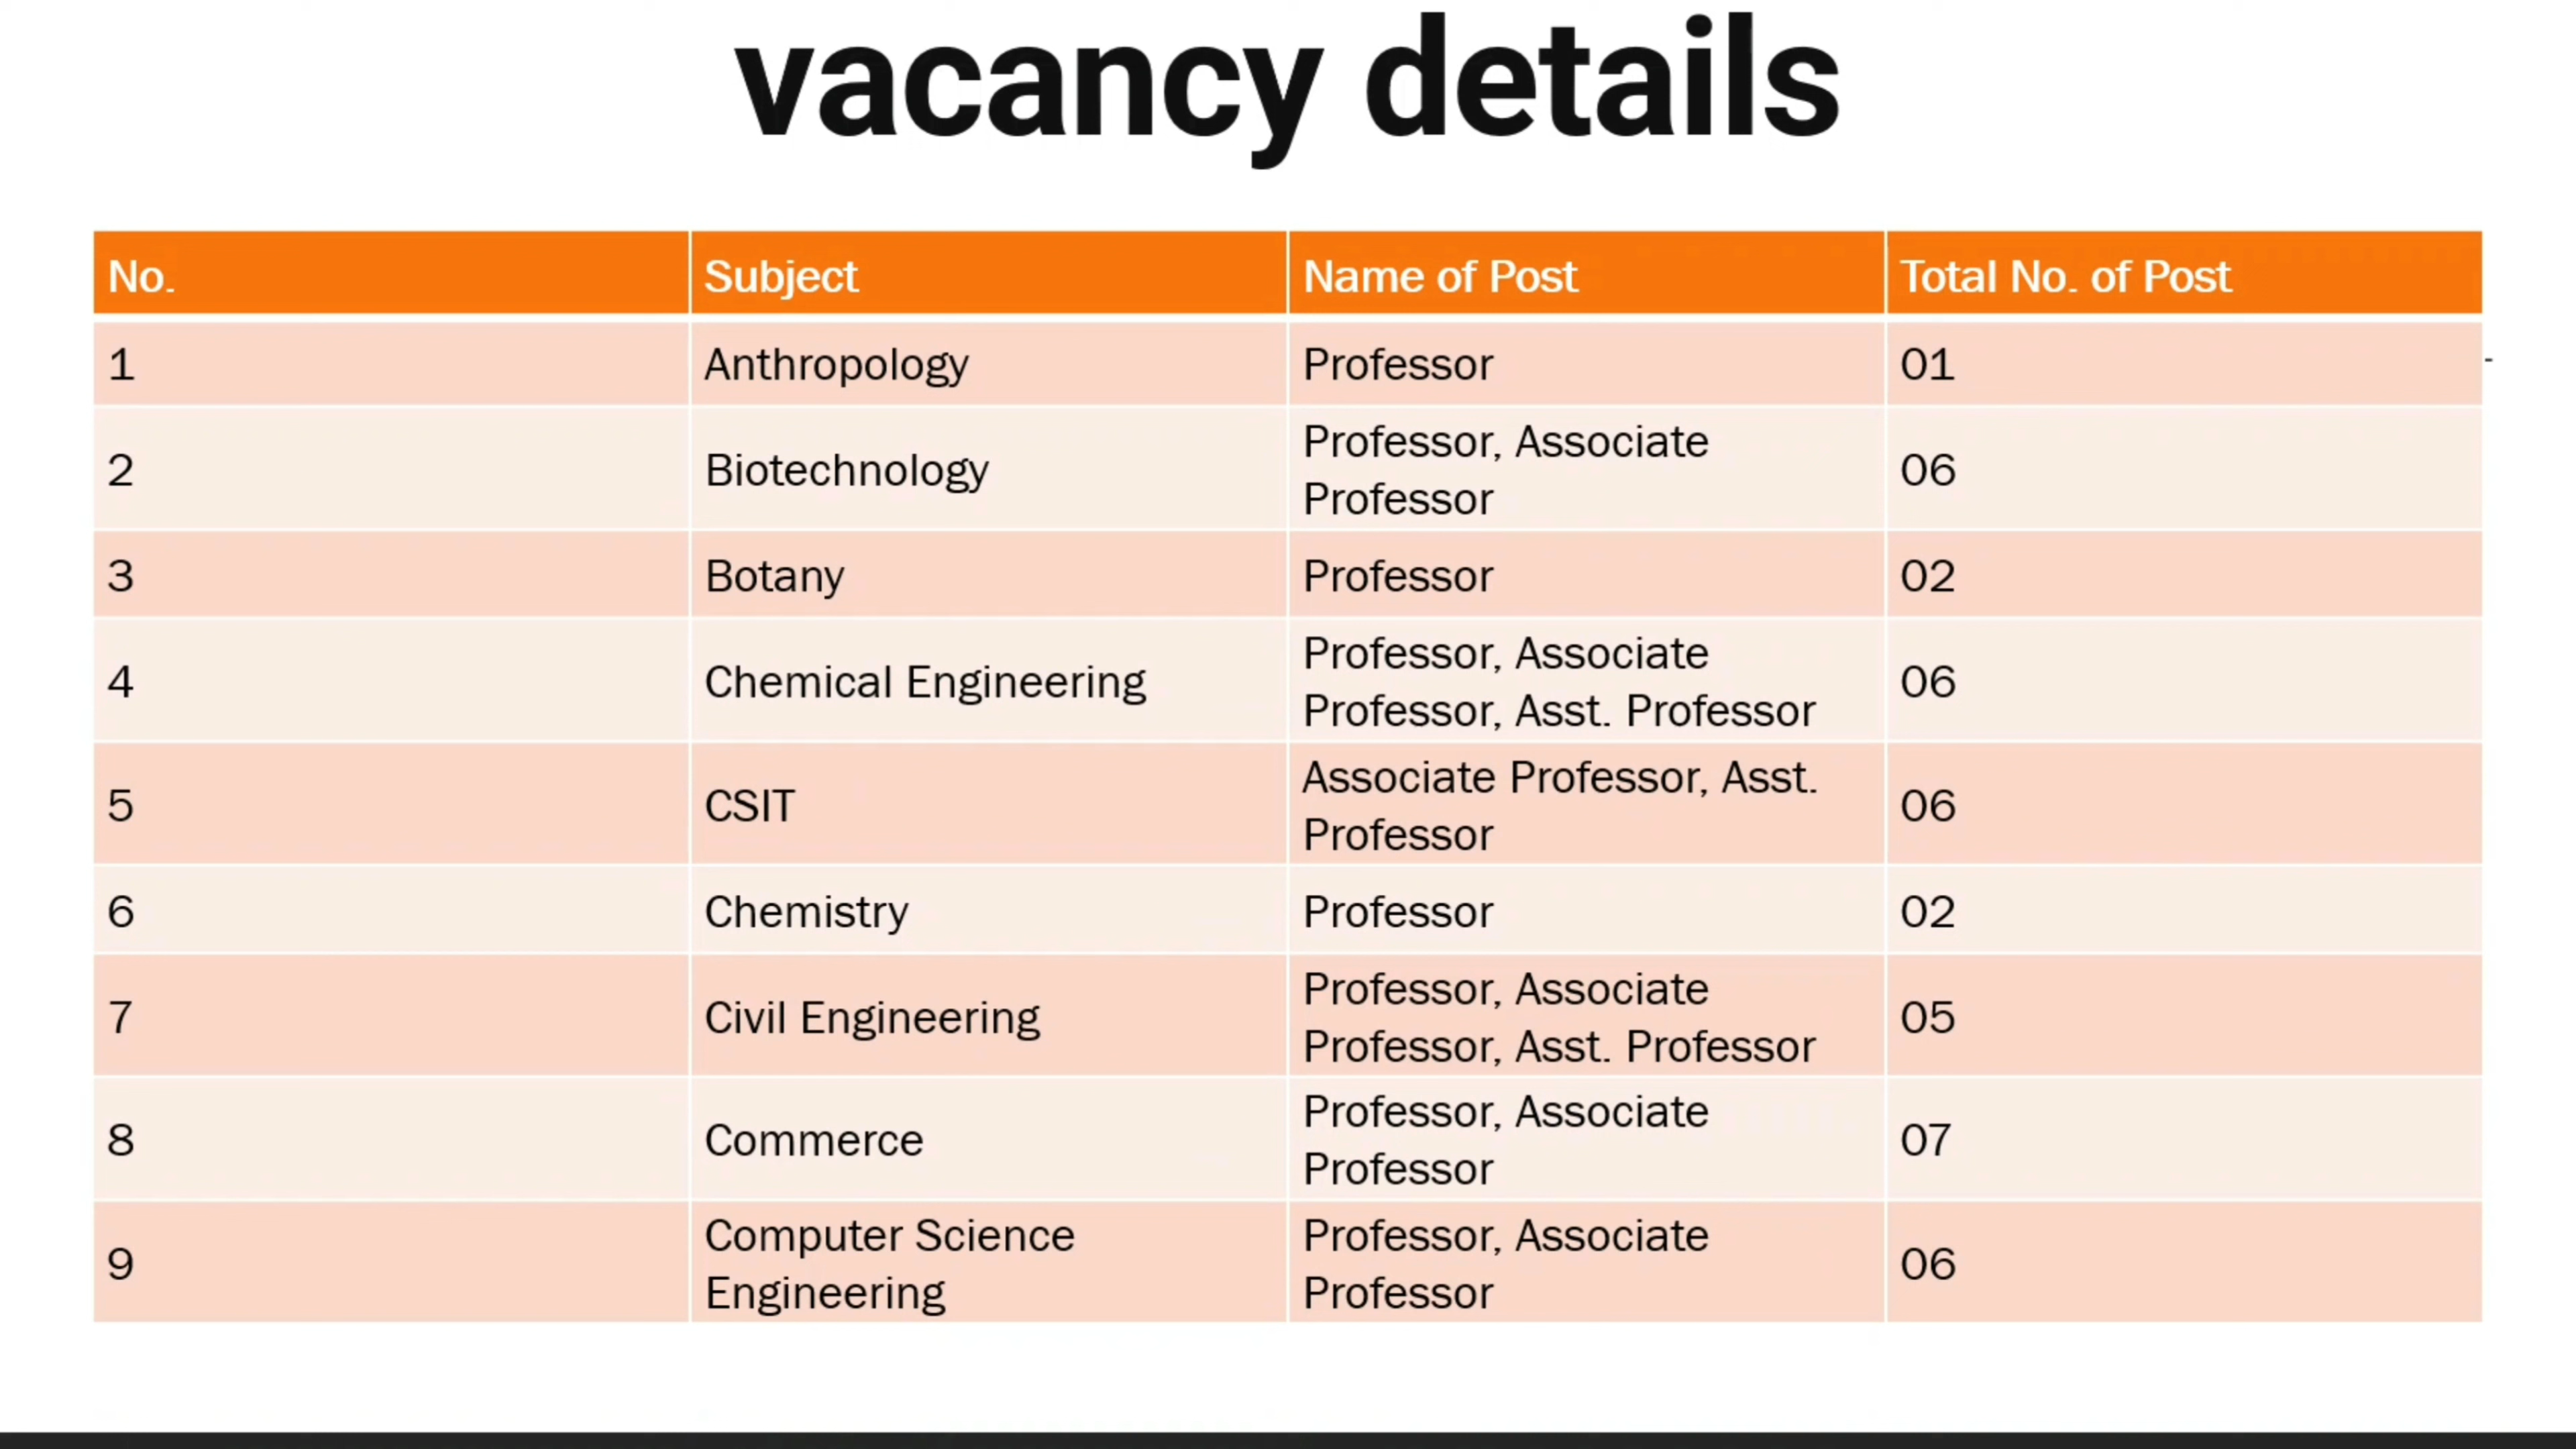 vacancy details
No. Subject Name of Post Total No. of Post
1 Anthropology Professor 01
2 Biotechnology Professor, Associate
Professor 06
3 Botany Professor 02
4 Chemical Engineering Professor, Associate
Professor, Asst. Professor 06
5 CSIT Associate Professor, Asst.
Professor 06
6 Chemistry Professor 02
7 Civil Engineering Professor, Associate
Professor, Asst. Professor 05
8 Commerce Professor, Associate
Professor 07
9 Computer Science
Engineering Professor, Associate
Professor 06